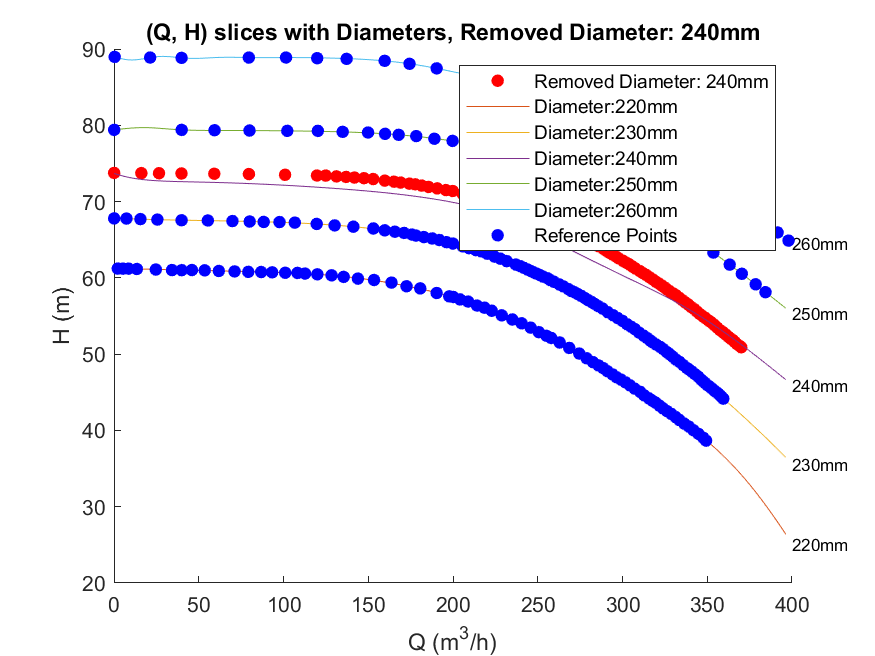 (Q, H) slices with Diameters, Removed Diameter: 240mm
90
80
70
60
50
40
30
20
H (m)
Removed Diameter: 240mm
Diameter:220mm
Diameter:230mm
Diameter:240mm
Diameter:250mm
Diameter:260mm
Reference Points
260mm
250mm
240mm
230mm
220mm
0 50 100 150 200 250 300 350 400
Q (m³/h)